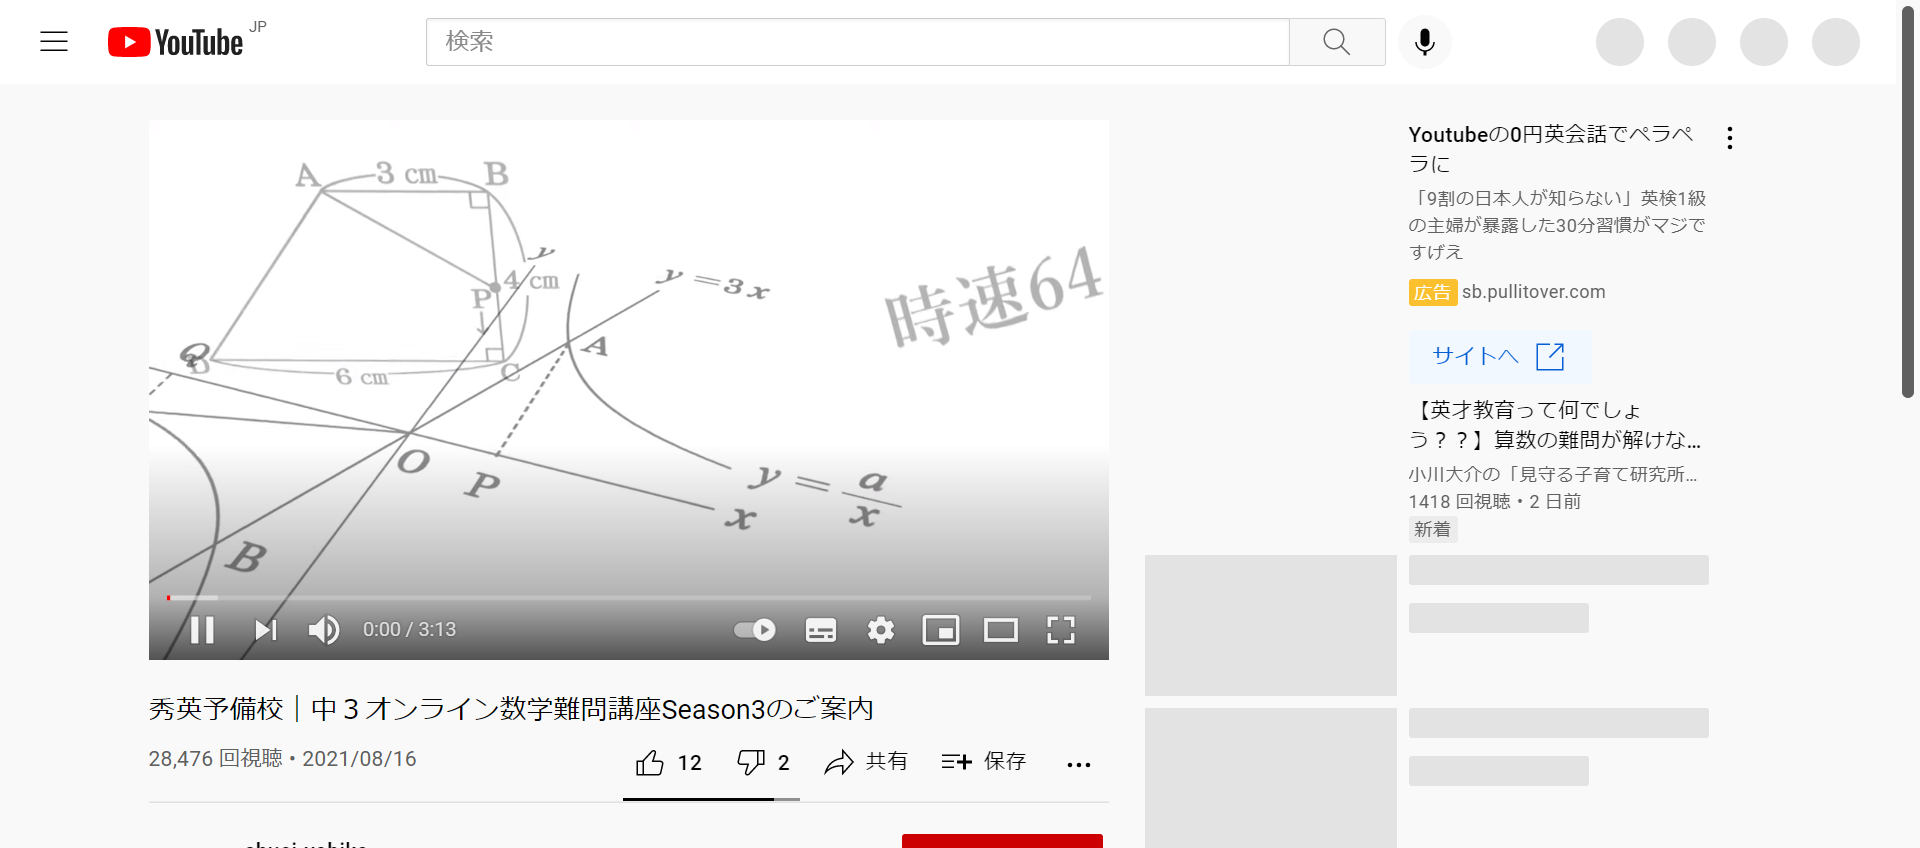 YouTube JP
検索
A 3 cm B
y
4 cm
P
y = 3x
時速64
A
Q
D
6 cm
C
O
P
y = a/x
x
B
0:00 / 3:13
秀英予備校｜中３オンライン数学難問講座Season3のご案内
28,476 回視聴・2021/08/16
12
2
共有
保存
Youtubeの0円英会話でペラペ
ラに
「9割の日本人が知らない」英検1級
の主婦が暴露した30分習慣がマジで
すげえ
広告 sb.pullitover.com
サイトへ
【英才教育って何でしょ
う？？】算数の難問が解けな...
小川大介の「見守る子育て研究所...
1418 回視聴・2 日前
新着